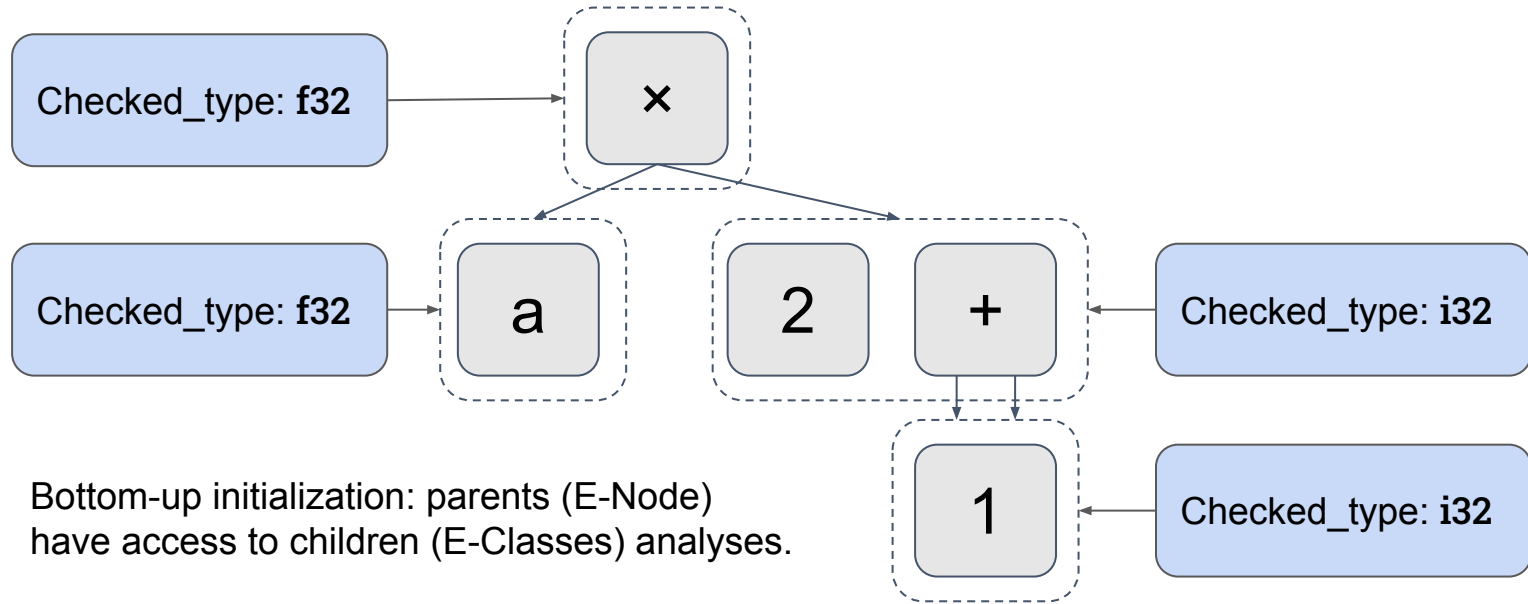 Checked_type: f32
×
Checked_type: f32
a
2
+
Checked_type: i32
1
Checked_type: i32
Bottom-up initialization: parents (E-Node)
have access to children (E-Classes) analyses.